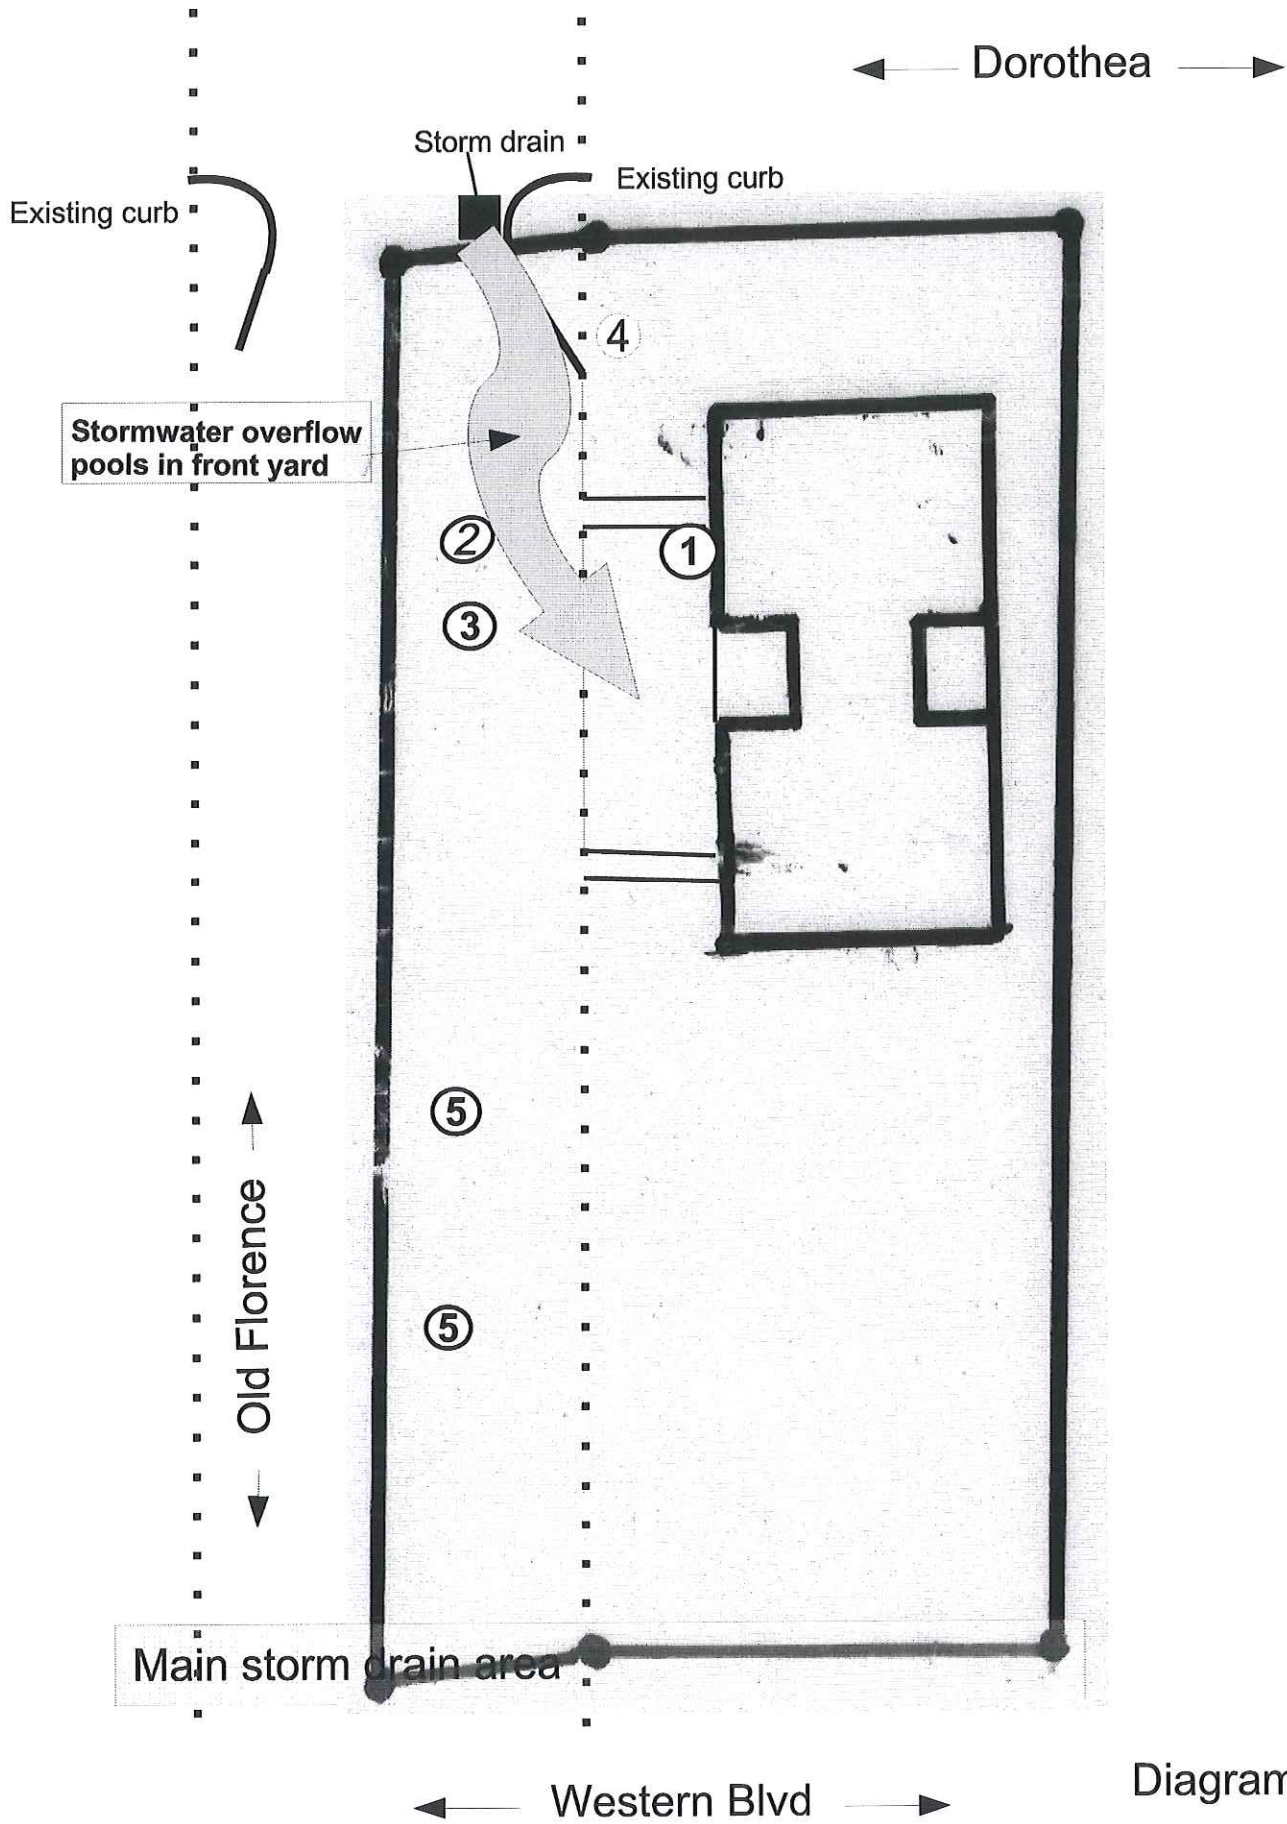 Dorothea
Storm drain
Existing curb
Existing curb
4
Stormwater overflow
pools in front yard
2
1
3
5
Old Florence
5
Main storm drain area
Western Blvd
Diagram